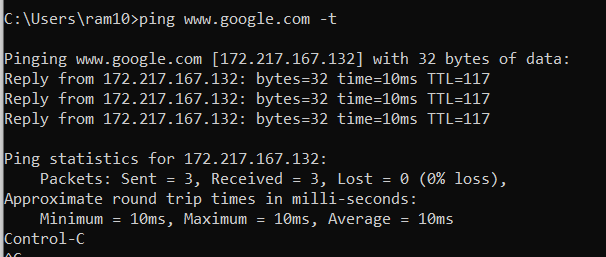 C:\Users\ram10>ping www.google.com -t
Pinging www.google.com [172.217.167.132] with 32 bytes of data:
Reply from 172.217.167.132: bytes=32 time=10ms TTL=117
Reply from 172.217.167.132: bytes=32 time=10ms TTL=117
Reply from 172.217.167.132: bytes=32 time=10ms TTL=117
Ping statistics for 172.217.167.132:
    Packets: Sent = 3, Received = 3, Lost = 0 (0% loss),
Approximate round trip times in milli-seconds:
    Minimum = 10ms, Maximum = 10ms, Average = 10ms
Control-C
^C